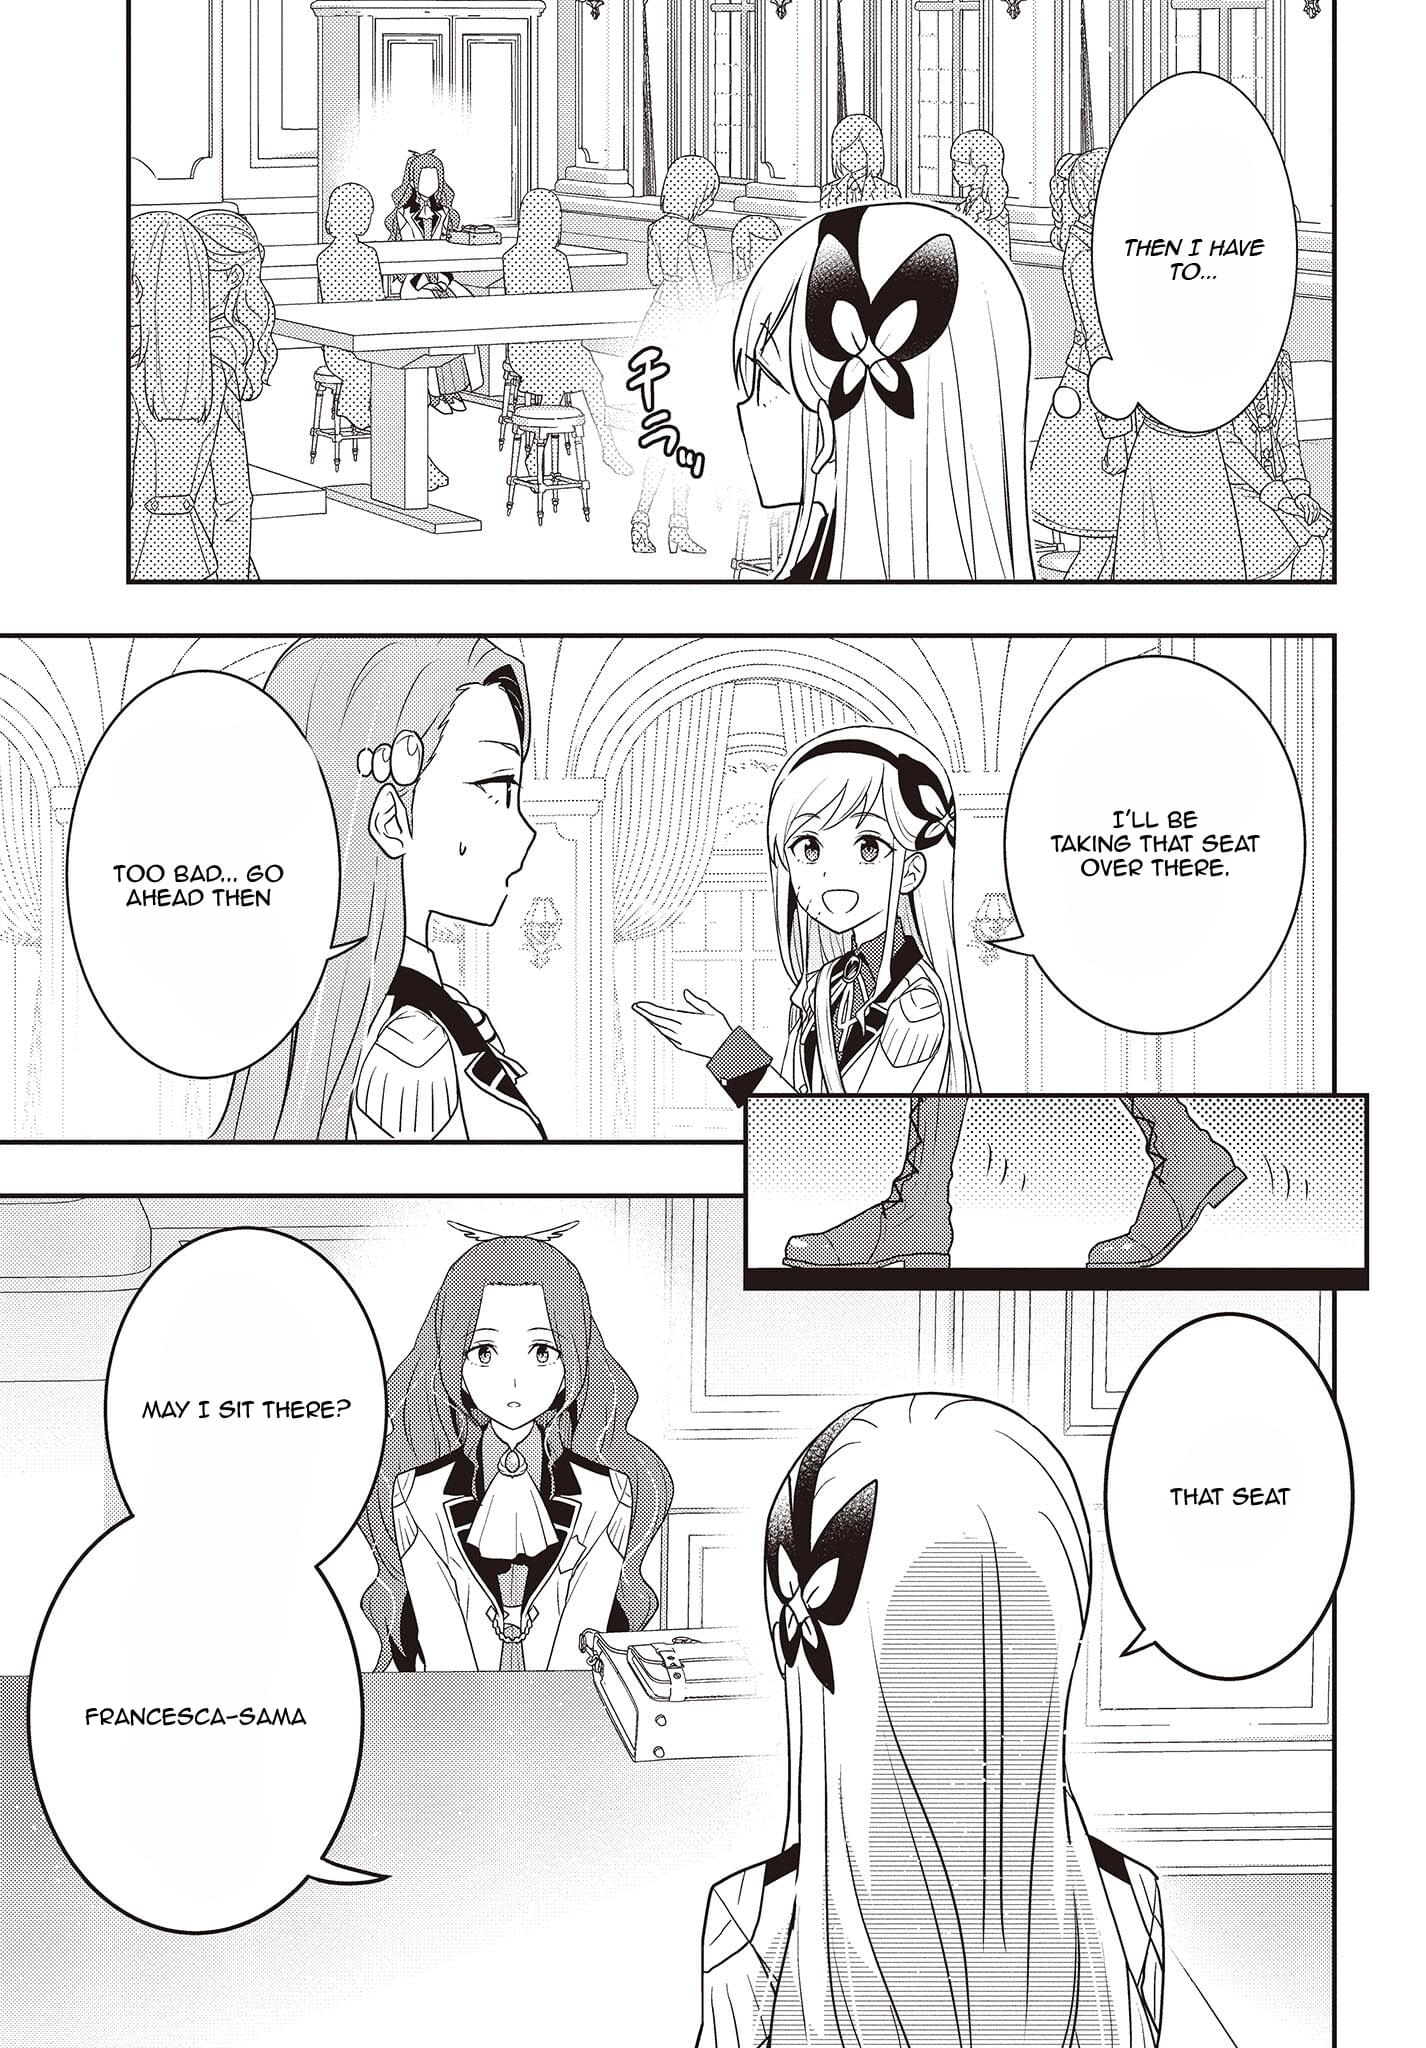 THEN I HAVE
TO...
チラッ
I'LL BE
TAKING THAT SEAT
OVER THERE.
TOO BAD... GO
AHEAD THEN
THAT SEAT
MAY I SIT THERE?
FRANCESCA-SAMA